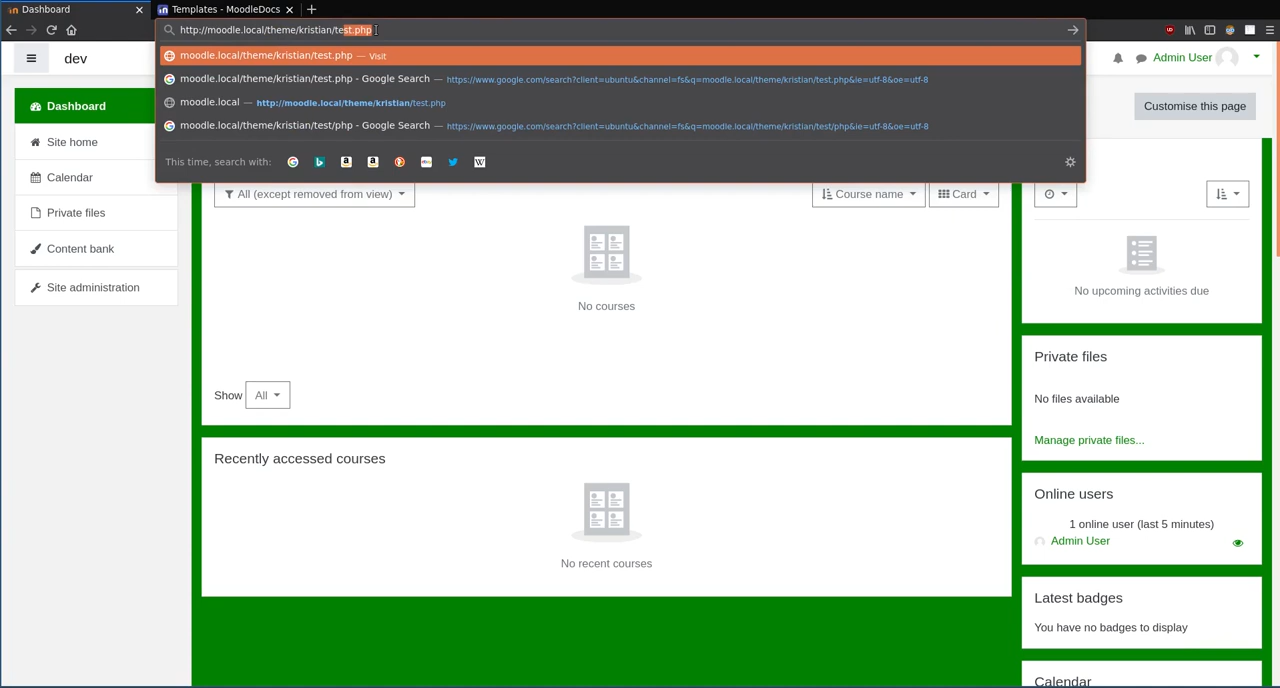 Dashboard
Templates - MoodleDocs
http://moodle.local/theme/kristian/test.php
moodle.local/theme/kristian/test.php — Visit
moodle.local/theme/kristian/test.php - Google Search — https://www.google.com/search?client=ubuntu&channel=fs&q=moodle.local/theme/kristian/test.php&ie=utf-8&oe=utf-8
moodle.local — http://moodle.local/theme/kristian/test.php
moodle.local/theme/kristian/test/php - Google Search — https://www.google.com/search?client=ubuntu&channel=fs&q=moodle.local/theme/kristian/test/php&ie=utf-8&oe=utf-8
This time, search with:
dev
Admin User
Dashboard
Site home
Calendar
Private files
Content bank
Site administration
Customise this page
All (except removed from view)
Course name
Card
No courses
Show All
Recently accessed courses
No recent courses
No upcoming activities due
Private files
No files available
Manage private files...
Online users
1 online user (last 5 minutes)
Admin User
Latest badges
You have no badges to display
Calendar